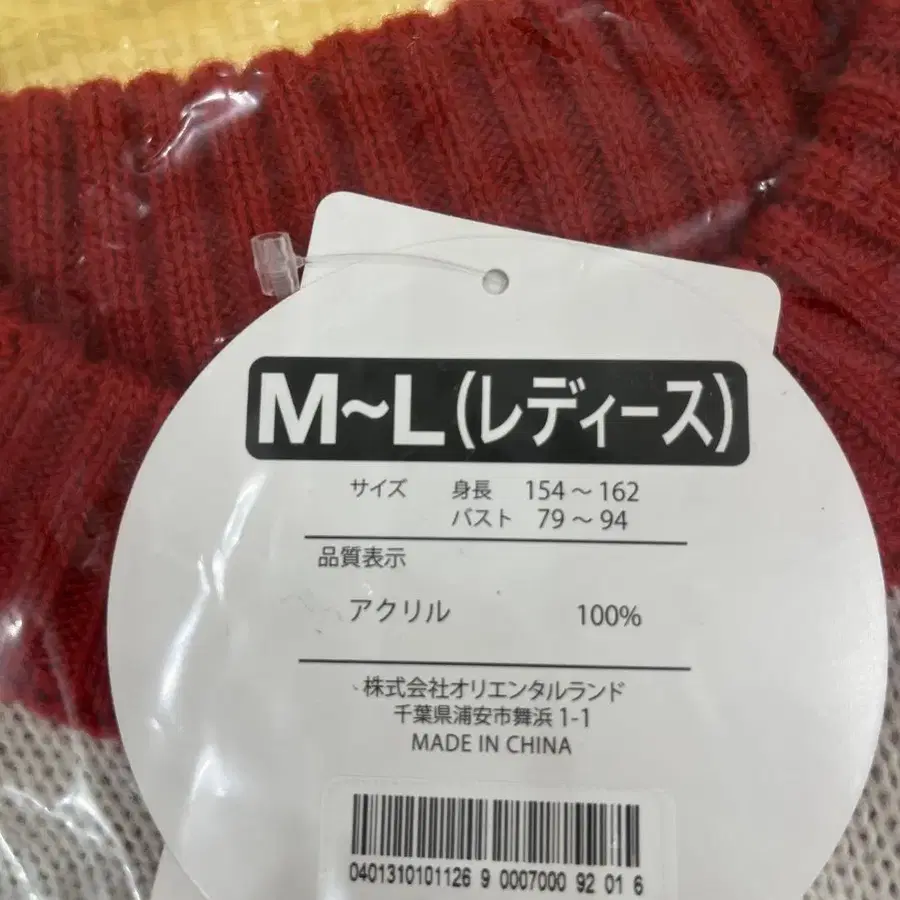 M~L(レディース)
サイズ 身長 154~162
バスト 79~94
品質表示
アクリル 100%
株式会社オリエンタルランド
千葉県浦安市舞浜1-1
MADE IN CHINA
0401310101126 9 0007000 92 01 6